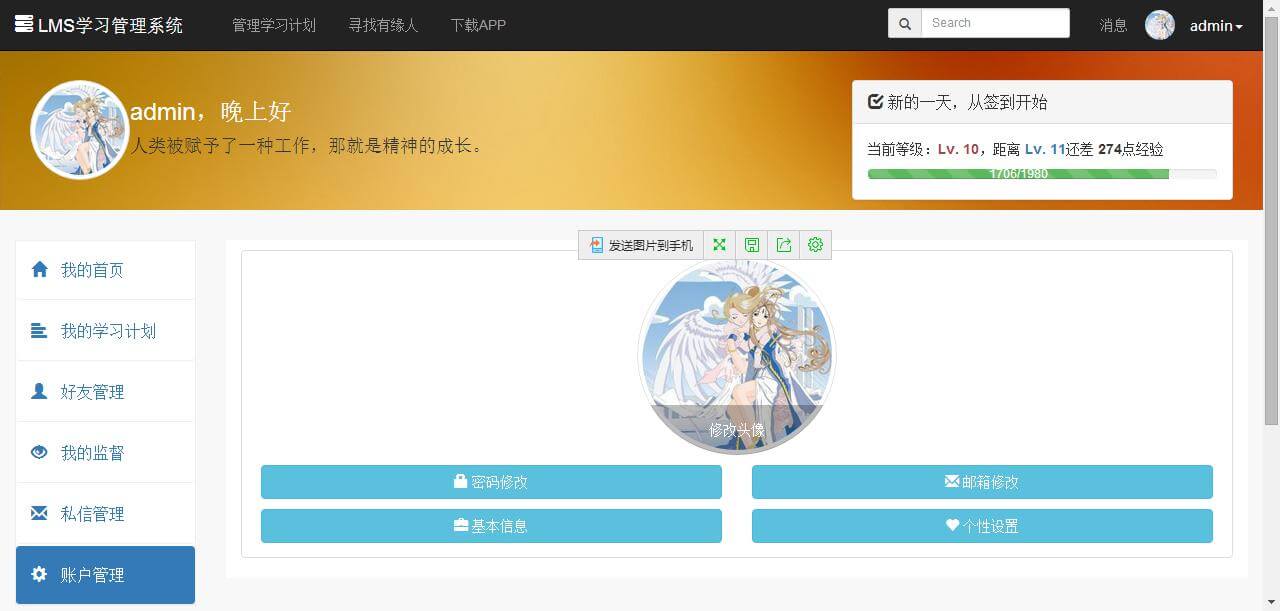 LMS学习管理系统 管理学习计划 寻找有缘人 下载APP Search 消息 admin
admin，晚上好
人类被赋予了一种工作，那就是精神的成长。
新的一天，从签到开始
当前等级：Lv. 10，距离 Lv. 11还差 274点经验
1706/1980
我的首页
我的学习计划
好友管理
我的监督
私信管理
账户管理
发送图片到手机
修改头像
密码修改 邮箱修改
基本信息 个性设置